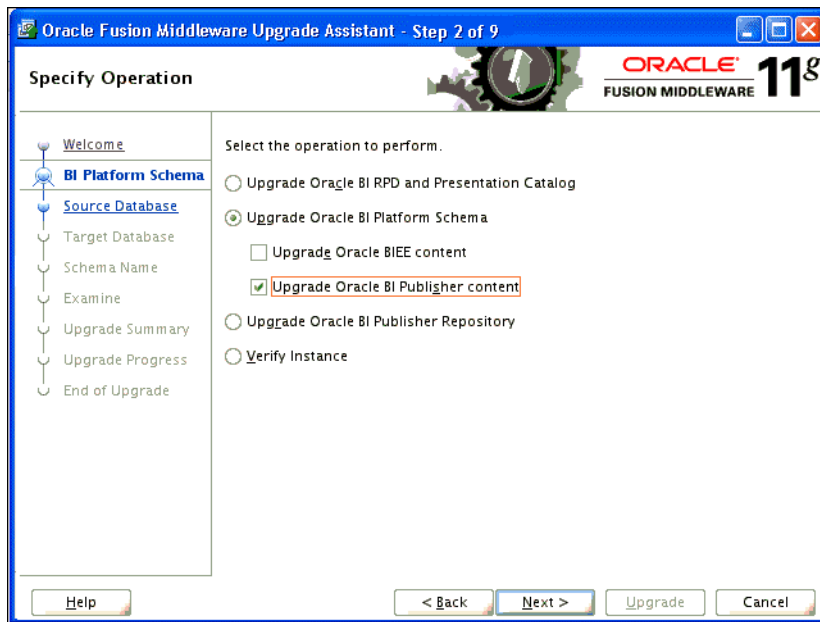 Oracle Fusion Middleware Upgrade Assistant - Step 2 of 9
Specify Operation
ORACLE
FUSION MIDDLEWARE 11g
Welcome
BI Platform Schema
Source Database
Target Database
Schema Name
Examine
Upgrade Summary
Upgrade Progress
End of Upgrade
Select the operation to perform.
Upgrade Oracle BI RPD and Presentation Catalog
Upgrade Oracle BI Platform Schema
Upgrade Oracle BIEE content
Upgrade Oracle BI Publisher content
Upgrade Oracle BI Publisher Repository
Verify Instance
Help
< Back
Next >
Upgrade
Cancel